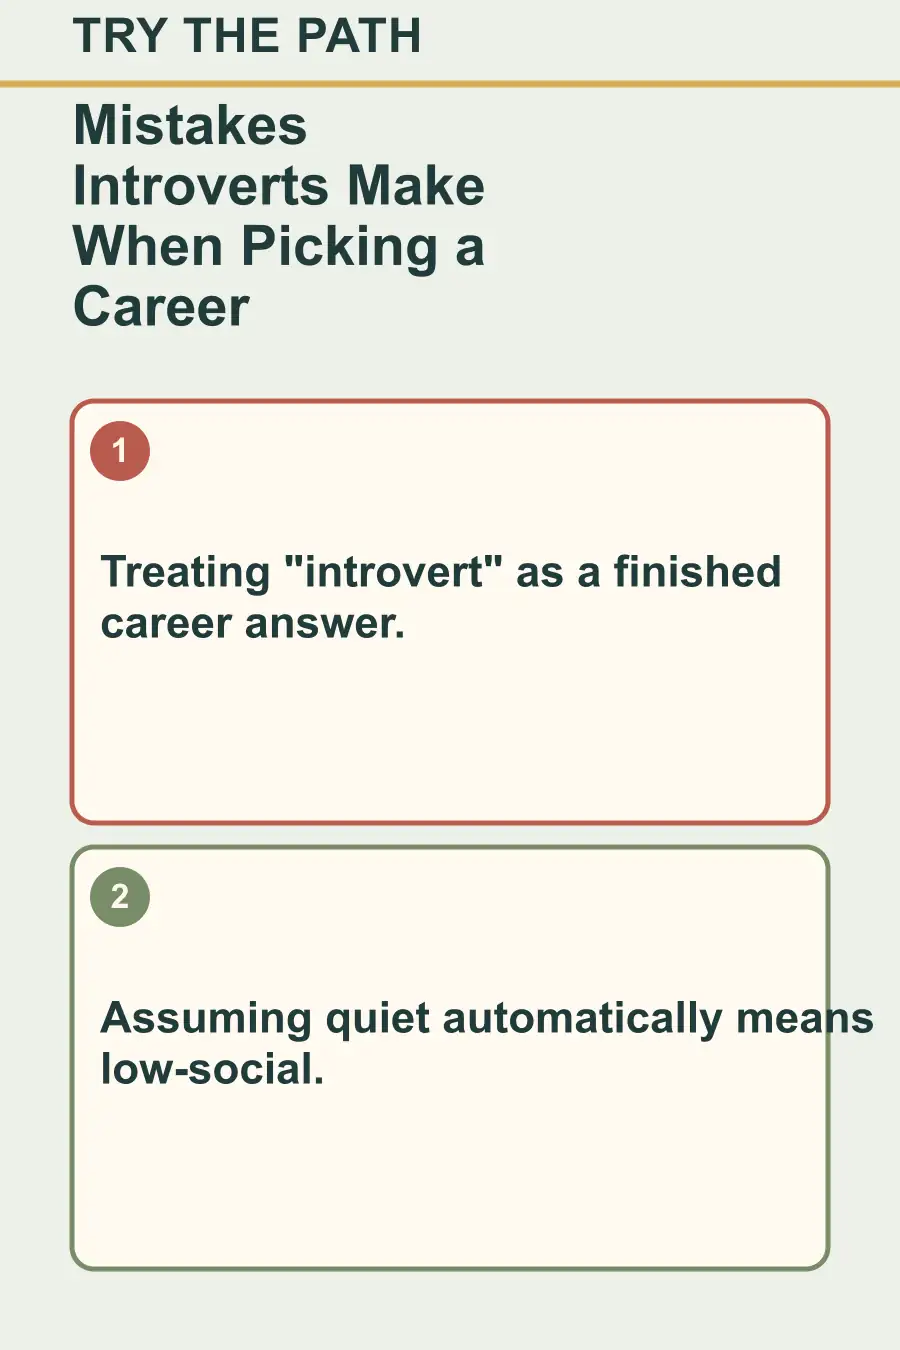 TRY THE PATH
Mistakes
Introverts Make
When Picking a
Career
1
Treating "introvert" as a finished
career answer.
2
Assuming quiet automatically means
low-social.